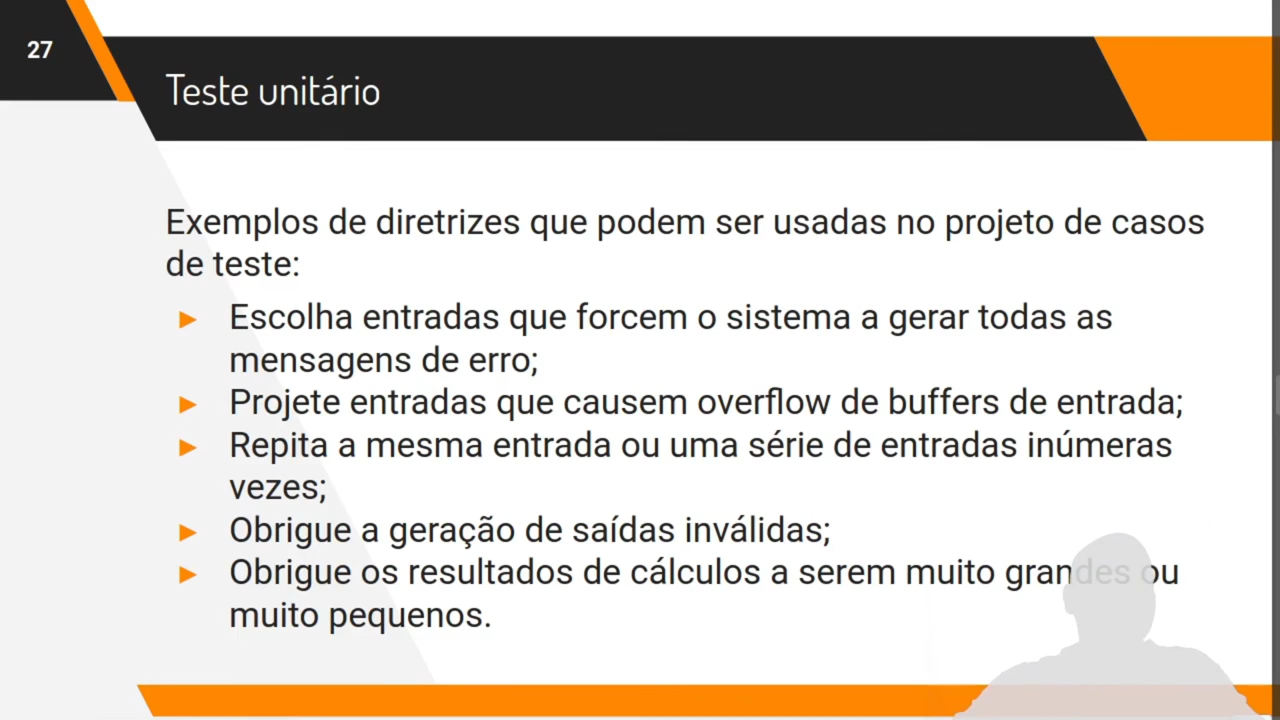 27
Teste unitário
Exemplos de diretrizes que podem ser usadas no projeto de casos
de teste:
► Escolha entradas que forcem o sistema a gerar todas as
mensagens de erro;
► Projete entradas que causem overflow de buffers de entrada;
► Repita a mesma entrada ou uma série de entradas inúmeras
vezes;
► Obrigue a geração de saídas inválidas;
► Obrigue os resultados de cálculos a serem muito grandes ou
muito pequenos.